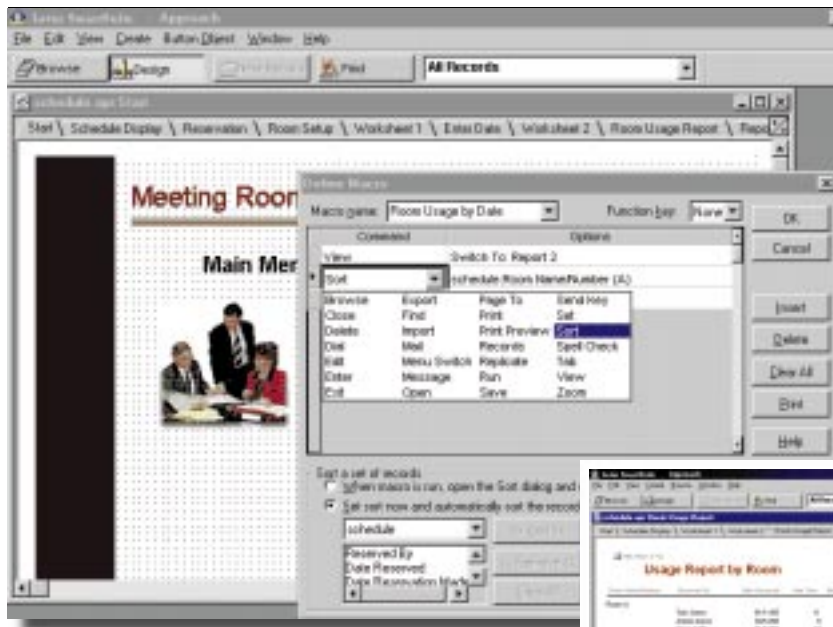 Lotus SmartSuite - Approach
File Edit View Create Button Object Window Help
Browse Design Find All Records
schedule.apr:Start
Start \ Schedule Display \ Reservation \ Room Setup \ Worksheet 1 \ Enter Date \ Worksheet 2 \ Room Usage Report \ Repo
Meeting Roon
Main Mer
Define Macro
Macro name: Room Usage by Date Function key: None
OK
Command Options
Cancel
View Switch To: Report 2
Sort schedule.Room Name/Number (A)
Browse Export Page To Send Key
Close Find Print Set
Delete Import Print Preview Sort
Dial Mail Records Spell Check
Edit Menu Switch Replicate Tab
Enter Message Run View
Exit Open Save Zoom
Insert
Delete
Clear All
Print
Help
Sort a set of records
When macro is run, open the Sort dialog and
Set sort now and automatically sort the record
schedule
Reserved By
Date Reserved
Date Reservation Made
Usage Report by Room